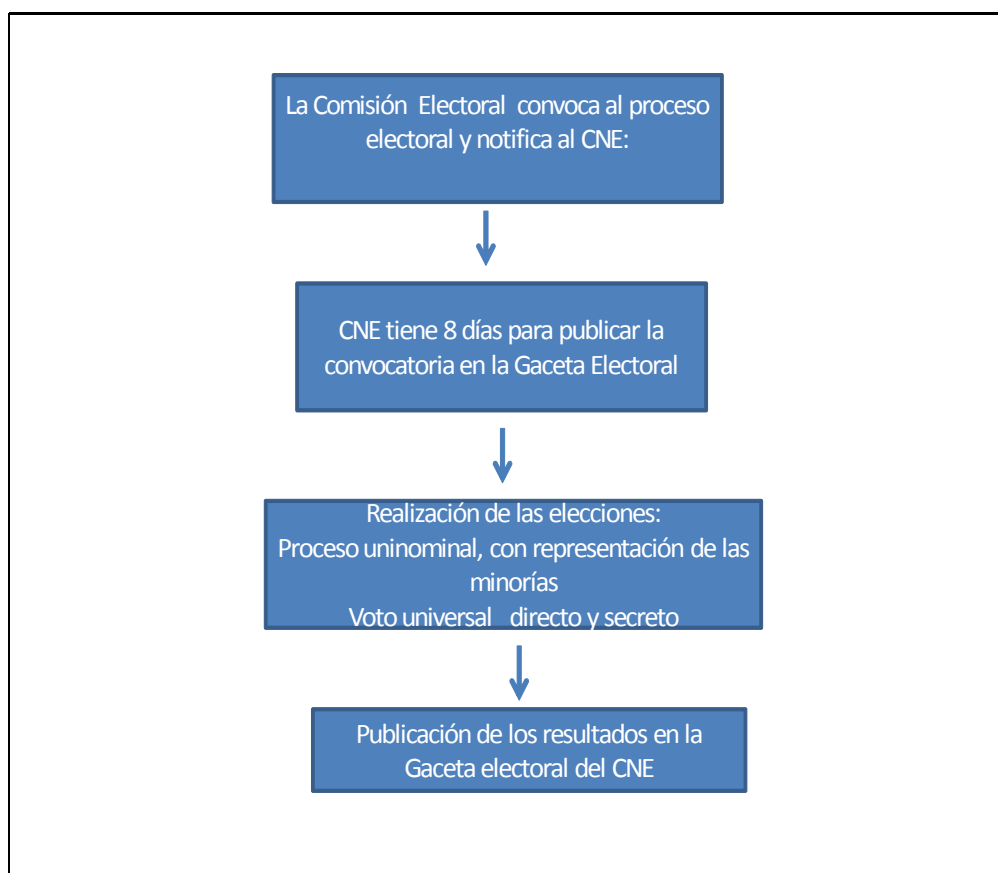 La Comisión Electoral convoca al proceso
electoral y notifica al CNE:
CNE tiene 8 días para publicar la
convocatoria en la Gaceta Electoral
Realización de las elecciones:
Proceso uninominal, con representación de las
minorías
Voto universal directo y secreto
Publicación de los resultados en la
Gaceta electoral del CNE